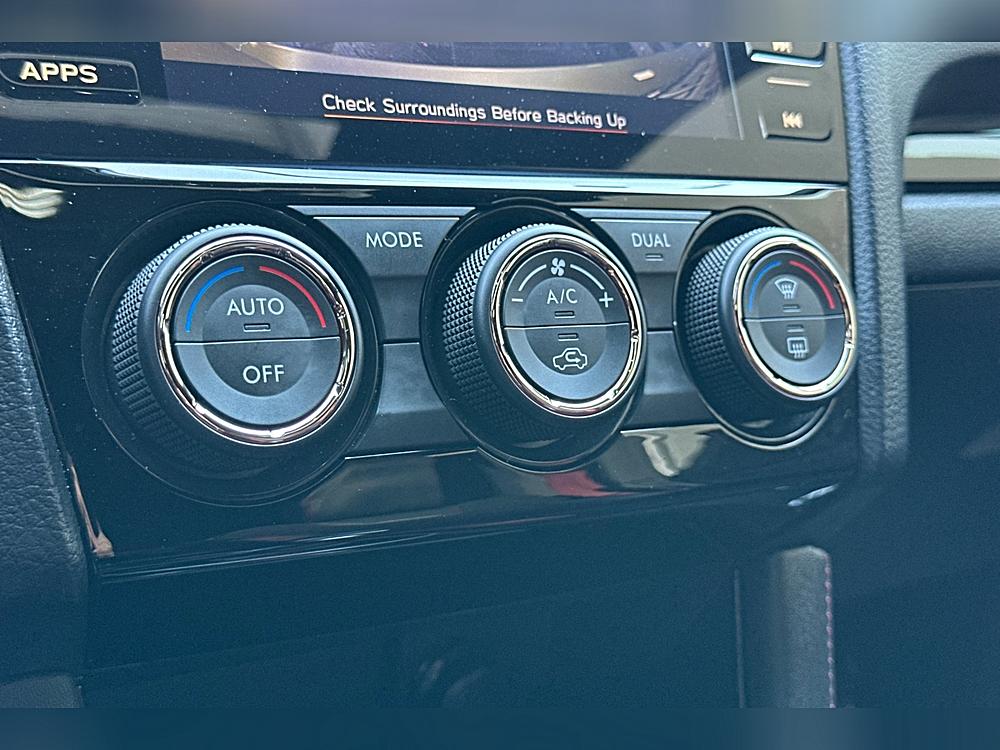 APPS
Check Surroundings Before Backing Up
MODE
DUAL
AUTO
OFF
- A/C +